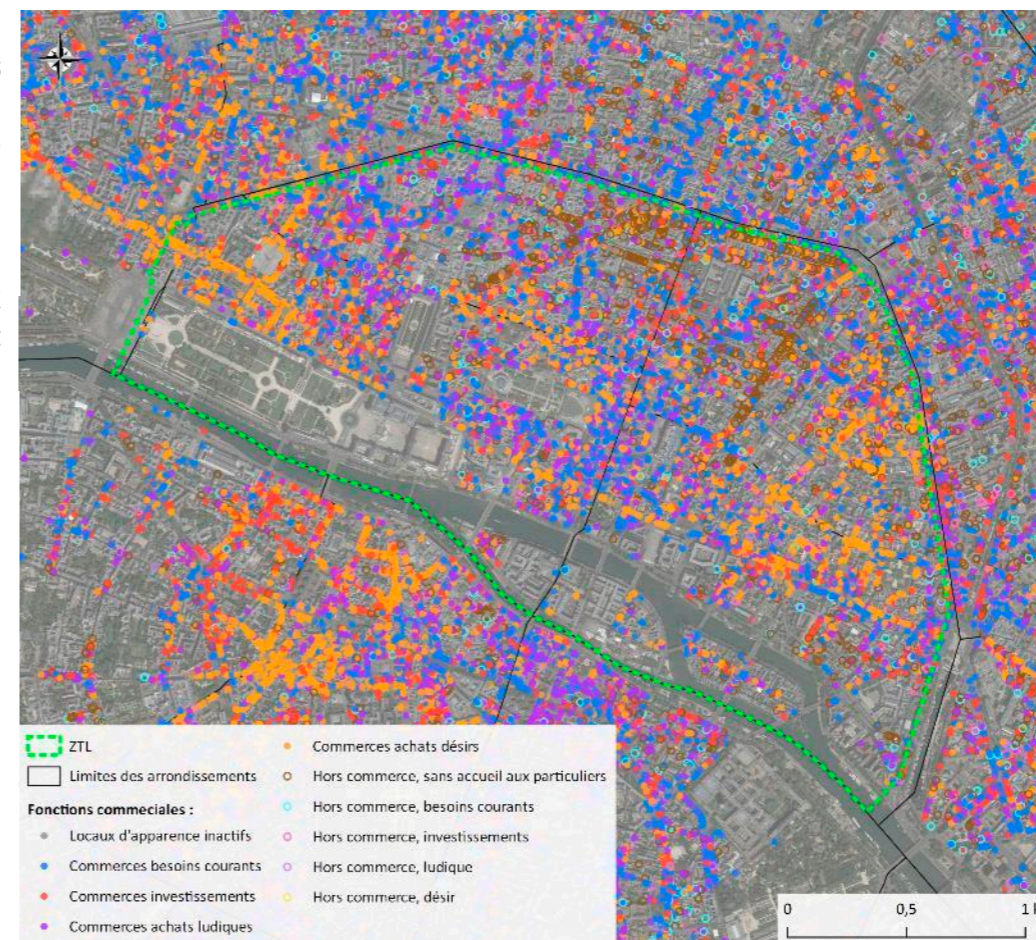 ZTL
Limites des arrondissements
Fonctions commeciales :
Locaux d'apparence inactifs
Commerces besoins courants
Commerces investissements
Commerces achats ludiques
Commerces achats désirs
Hors commerce, sans accueil aux particuliers
Hors commerce, besoins courants
Hors commerce, investissements
Hors commerce, ludique
Hors commerce, désir
0 0,5 1